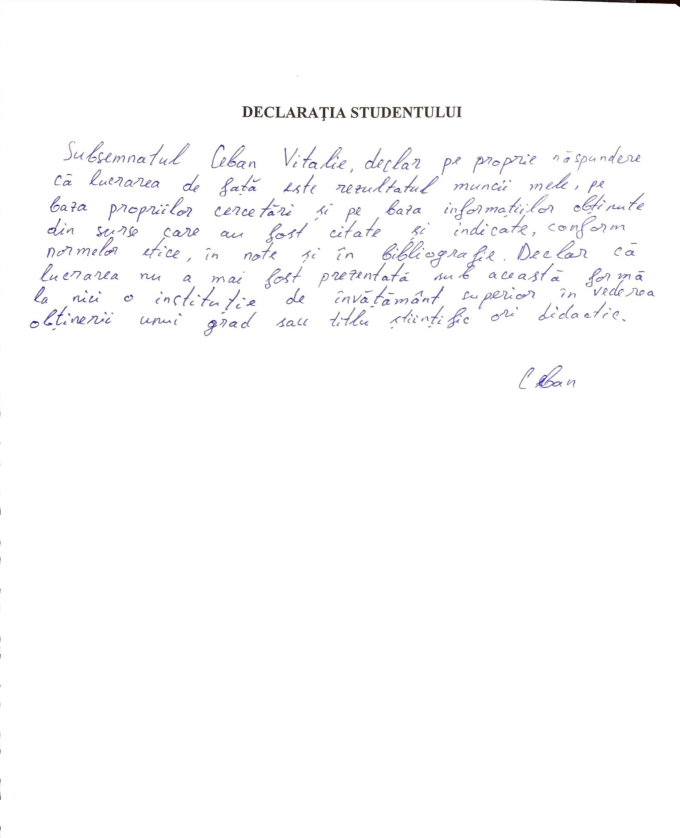 DECLARAȚIA STUDENTULUI
Subsemnatul Ceban Vitalie, declar pe proprie răspundere
că lucrarea de față este rezultatul muncii mele, pe
baza propriilor cercetări și pe baza informațiilor obținute
din surse care au fost citate și indicate, conform
normelor etice, în note și în bibliografie. Declar că
lucrarea nu a mai fost prezentată sub această formă
la nici o instituție de învățământ superior în vederea
obținerii unui grad sau titlu științific ori didactic.
Ceban